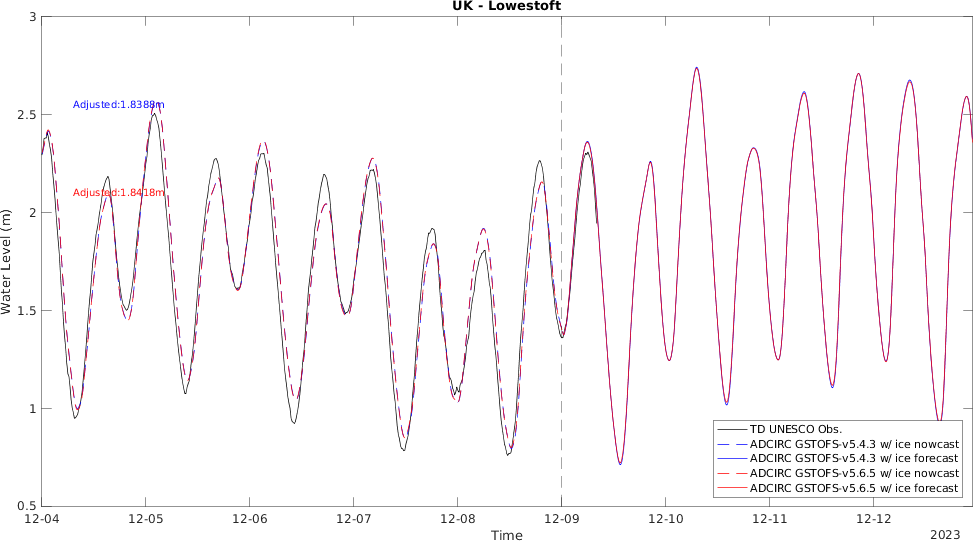 UK - Lowestoft
3
2.5
2
1.5
1
0.5
Water Level (m)
Adjusted:1.8388m
Adjusted:1.8418m
TD UNESCO Obs.
ADCIRC GSTOFS-v5.4.3 w/ ice nowcast
ADCIRC GSTOFS-v5.4.3 w/ ice forecast
ADCIRC GSTOFS-v5.6.5 w/ ice nowcast
ADCIRC GSTOFS-v5.6.5 w/ ice forecast
12-04 12-05 12-06 12-07 12-08 12-09 12-10 12-11 12-12
Time
2023